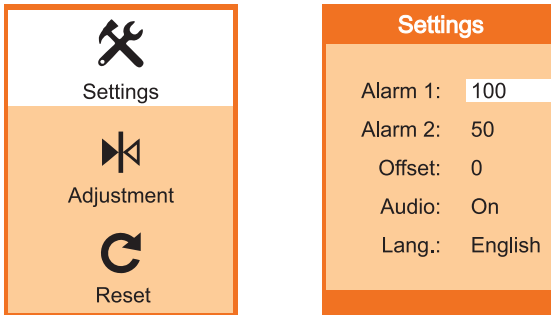 Settings
Adjustment
Reset
Settings
Alarm 1: 100
Alarm 2: 50
Offset: 0
Audio: On
Lang.: English